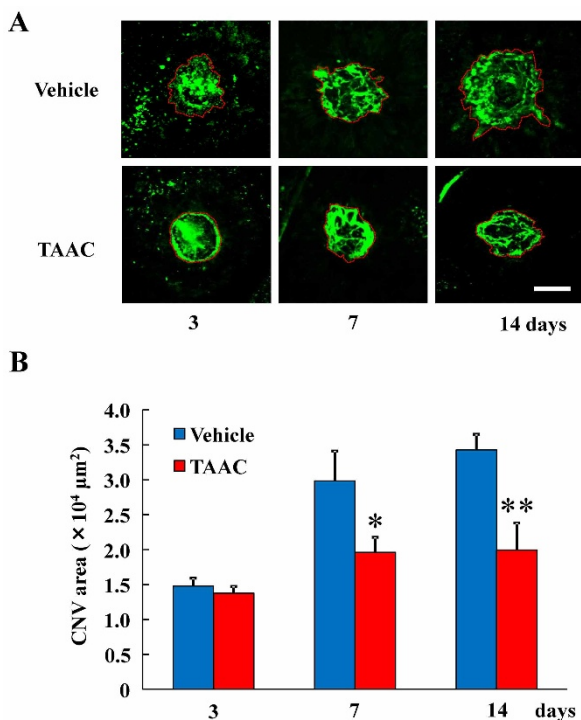 A
Vehicle
TAAC
3 7 14 days
B
CNV area ( × 10⁴ μm²)
4.0
3.5
3.0
2.5
2.0
1.5
1.0
0.5
0
Vehicle
TAAC
*
**
3 7 14 days